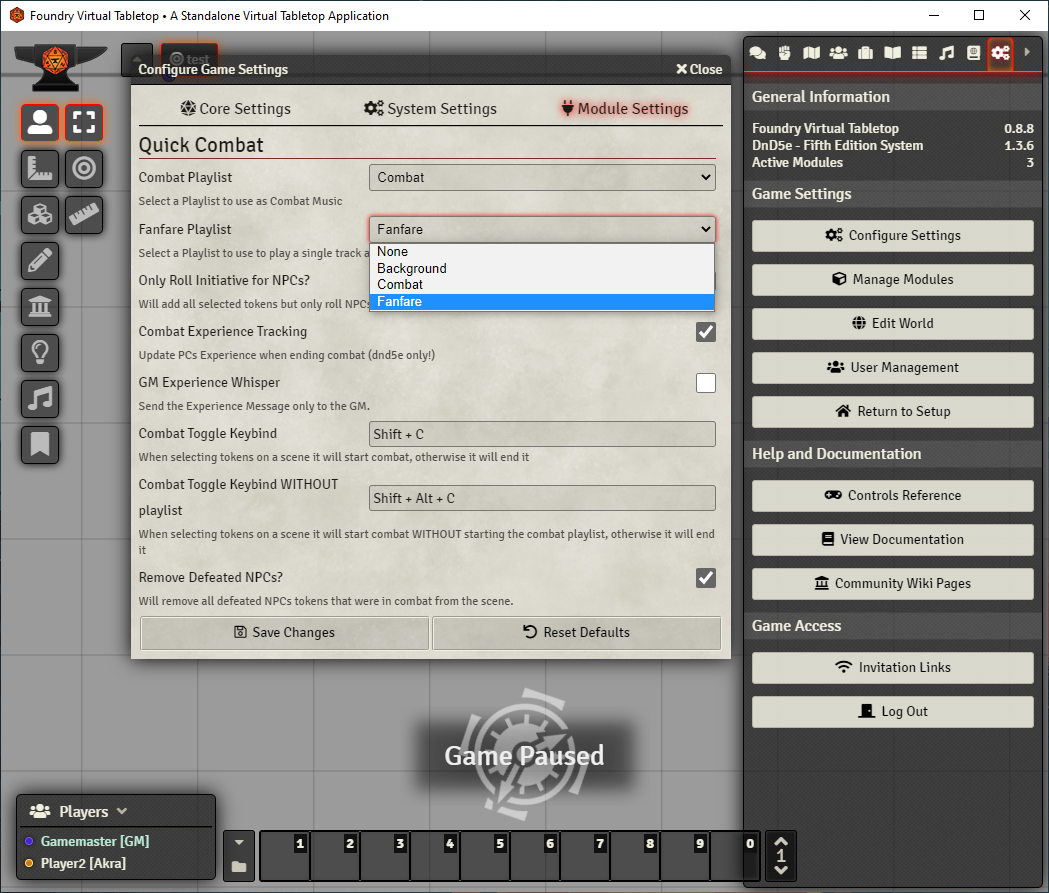 Foundry Virtual Tabletop • A Standalone Virtual Tabletop Application
test
Configure Game Settings
Close
Core Settings
System Settings
Module Settings
Quick Combat
Combat Playlist
Combat
Select a Playlist to use as Combat Music
Fanfare Playlist
Fanfare
Select a Playlist to use to play a single track a
None
Background
Combat
Fanfare
Only Roll Initiative for NPCs?
Will add all selected tokens but only roll NPCs
Combat Experience Tracking
Update PCs Experience when ending combat (dnd5e only!)
GM Experience Whisper
Send the Experience Message only to the GM.
Combat Toggle Keybind
Shift + C
When selecting tokens on a scene it will start combat, otherwise it will end it
Combat Toggle Keybind WITHOUT
playlist
Shift + Alt + C
When selecting tokens on a scene it will start combat WITHOUT starting the combat playlist, otherwise it will end
it
Remove Defeated NPCs?
Will remove all defeated NPCs tokens that were in combat from the scene.
Save Changes
Reset Defaults
General Information
Foundry Virtual Tabletop 0.8.8
DnD5e - Fifth Edition System 1.3.6
Active Modules 3
Game Settings
Configure Settings
Manage Modules
Edit World
User Management
Return to Setup
Help and Documentation
Controls Reference
View Documentation
Community Wiki Pages
Game Access
Invitation Links
Log Out
Game Paused
Players
Gamemaster [GM]
Player2 [Akra]
1 2 3 4 5 6 7 8 9 0
1